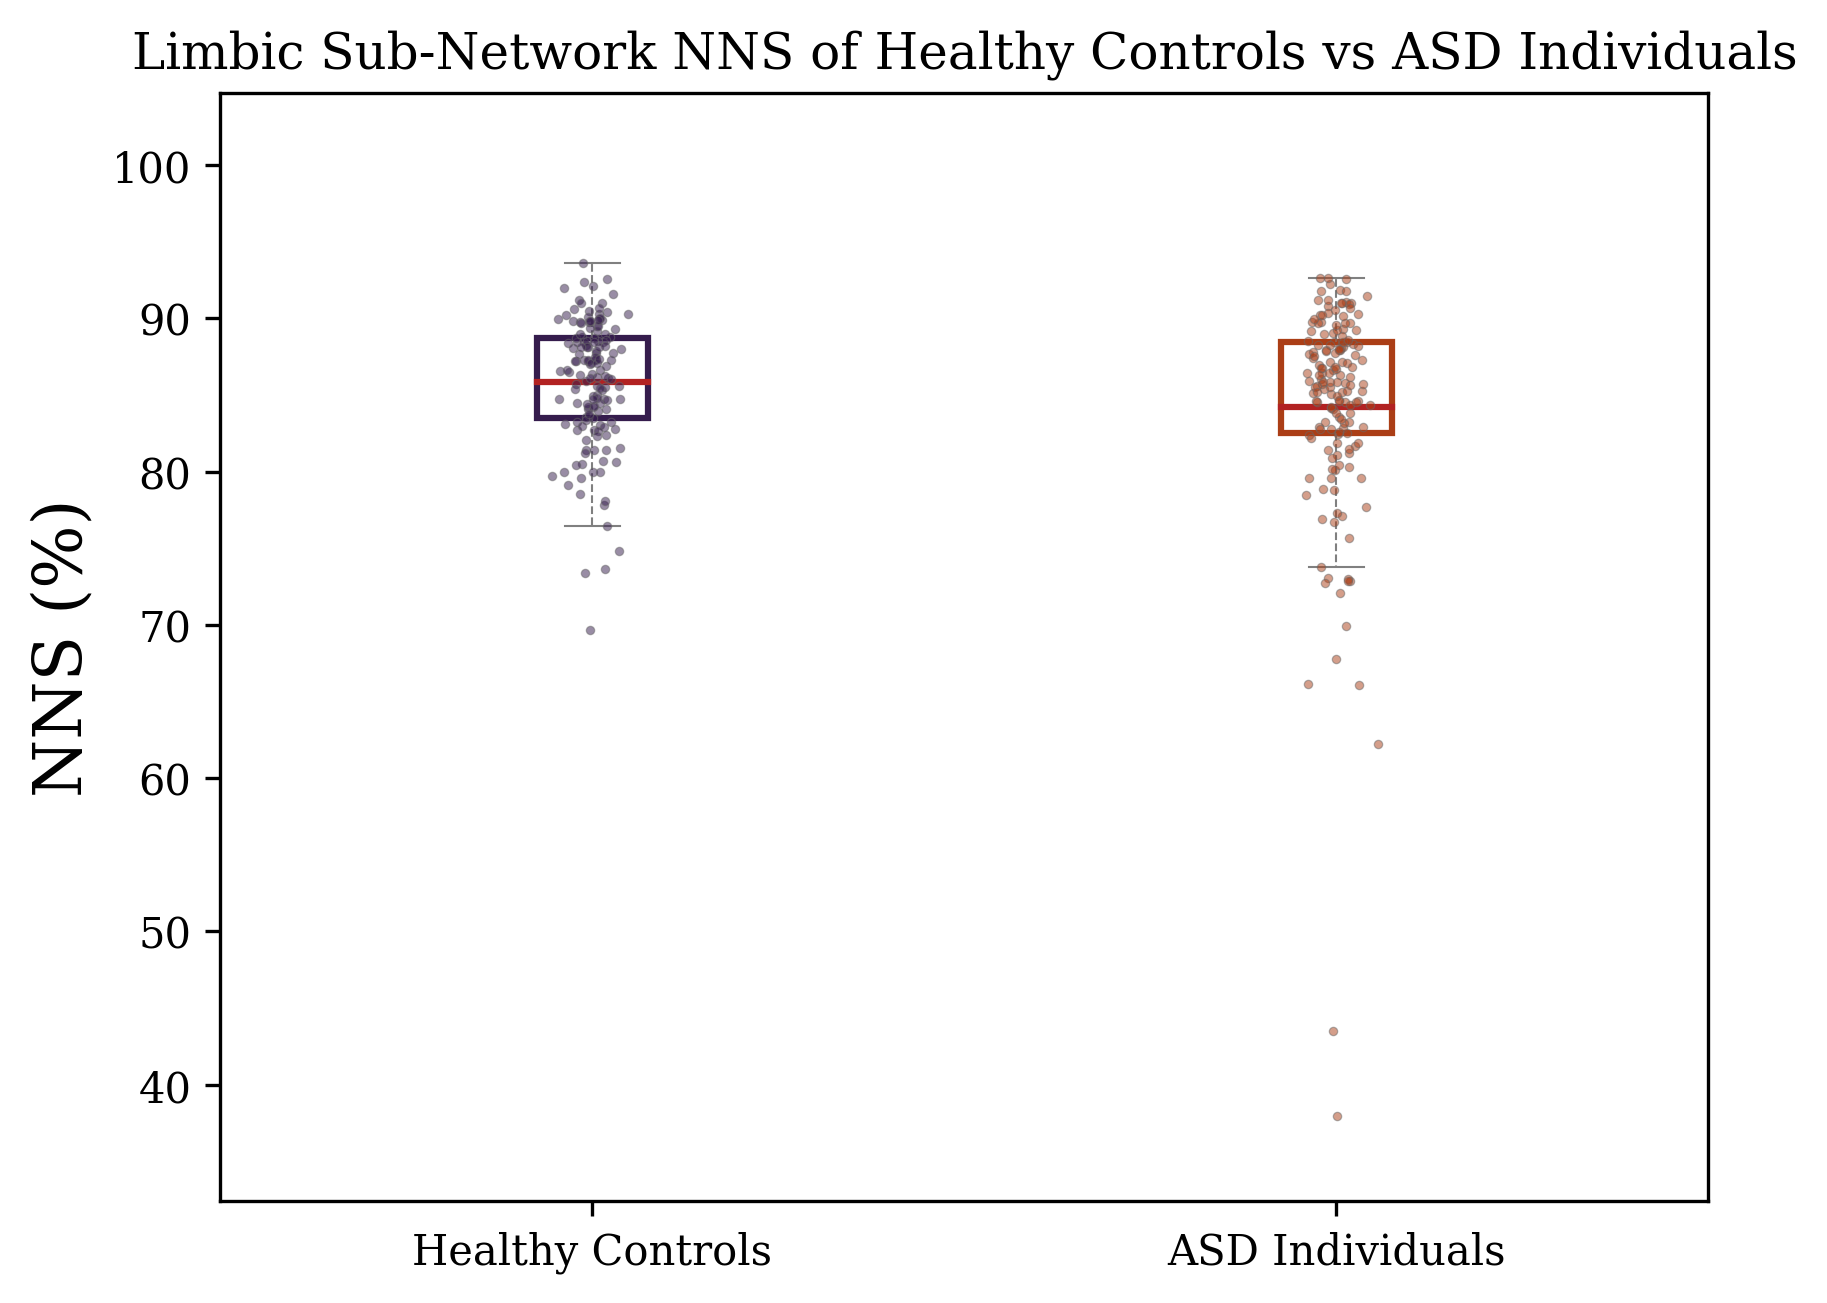 Limbic Sub-Network NNS of Healthy Controls vs ASD Individuals
NNS (%)
100
90
80
70
60
50
40
Healthy Controls
ASD Individuals